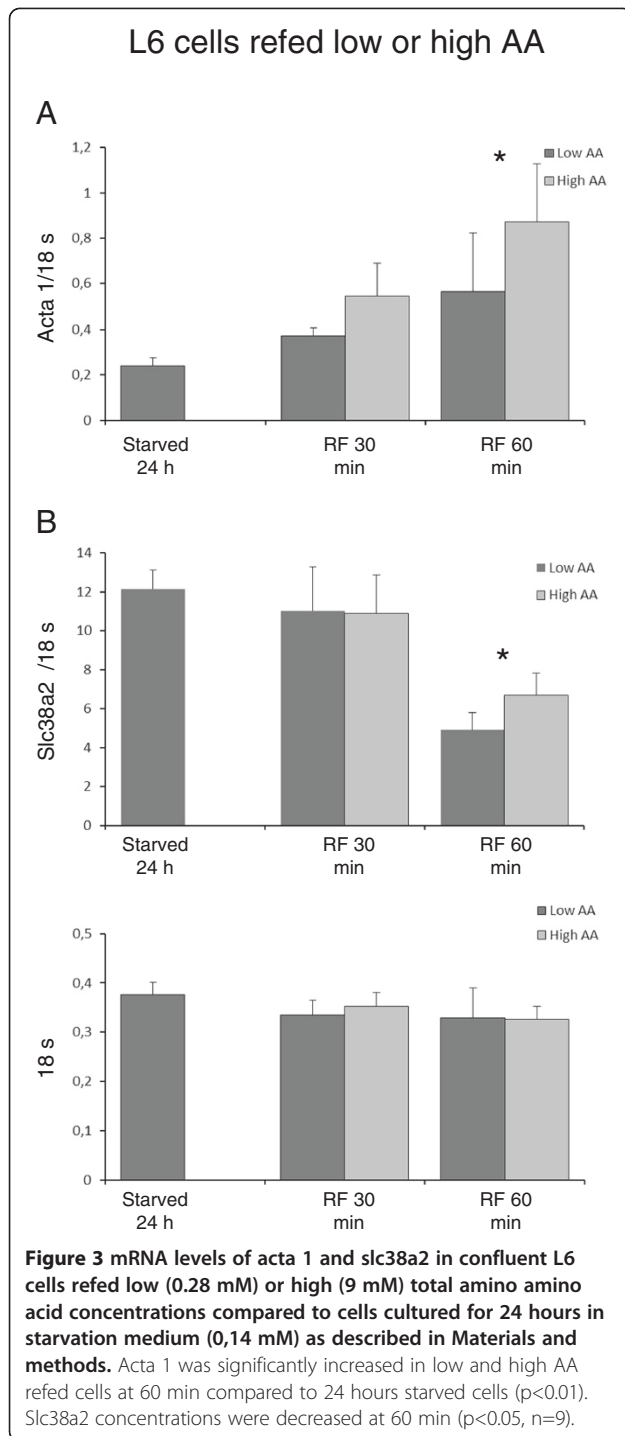 L6 cells refed low or high AA
A
1,2
1
0,8
0,6
0,4
0,2
0
Acta 1/18 s
*
Low AA
High AA
Starved 24 h
RF 30 min
RF 60 min
B
14
12
10
8
6
4
2
0
Slc38a2 /18 s
*
Low AA
High AA
Starved 24 h
RF 30 min
RF 60 min
0,5
0,4
0,3
0,2
0,1
0
18 s
Low AA
High AA
Starved 24 h
RF 30 min
RF 60 min
Figure 3 mRNA levels of acta 1 and slc38a2 in confluent L6
cells refed low (0.28 mM) or high (9 mM) total amino amino
acid concentrations compared to cells cultured for 24 hours in
starvation medium (0,14 mM) as described in Materials and
methods. Acta 1 was significantly increased in low and high AA
refed cells at 60 min compared to 24 hours starved cells (p<0.01).
Slc38a2 concentrations were decreased at 60 min (p<0.05, n=9).